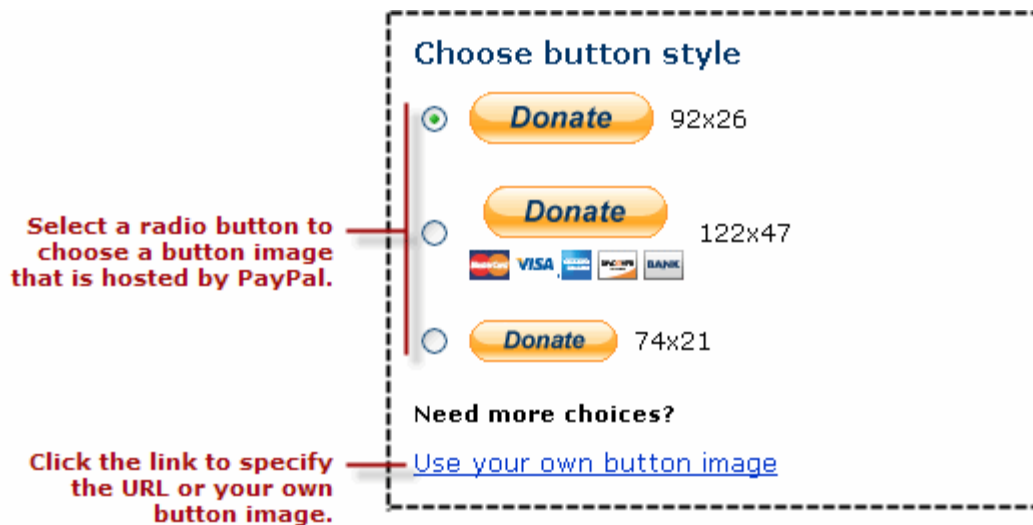 Choose button style
Donate 92x26
Select a radio button to
choose a button image
that is hosted by PayPal.
Donate
122x47
MasterCard VISA BANK
Donate 74x21
Need more choices?
Click the link to specify
the URL or your own
button image.
Use your own button image